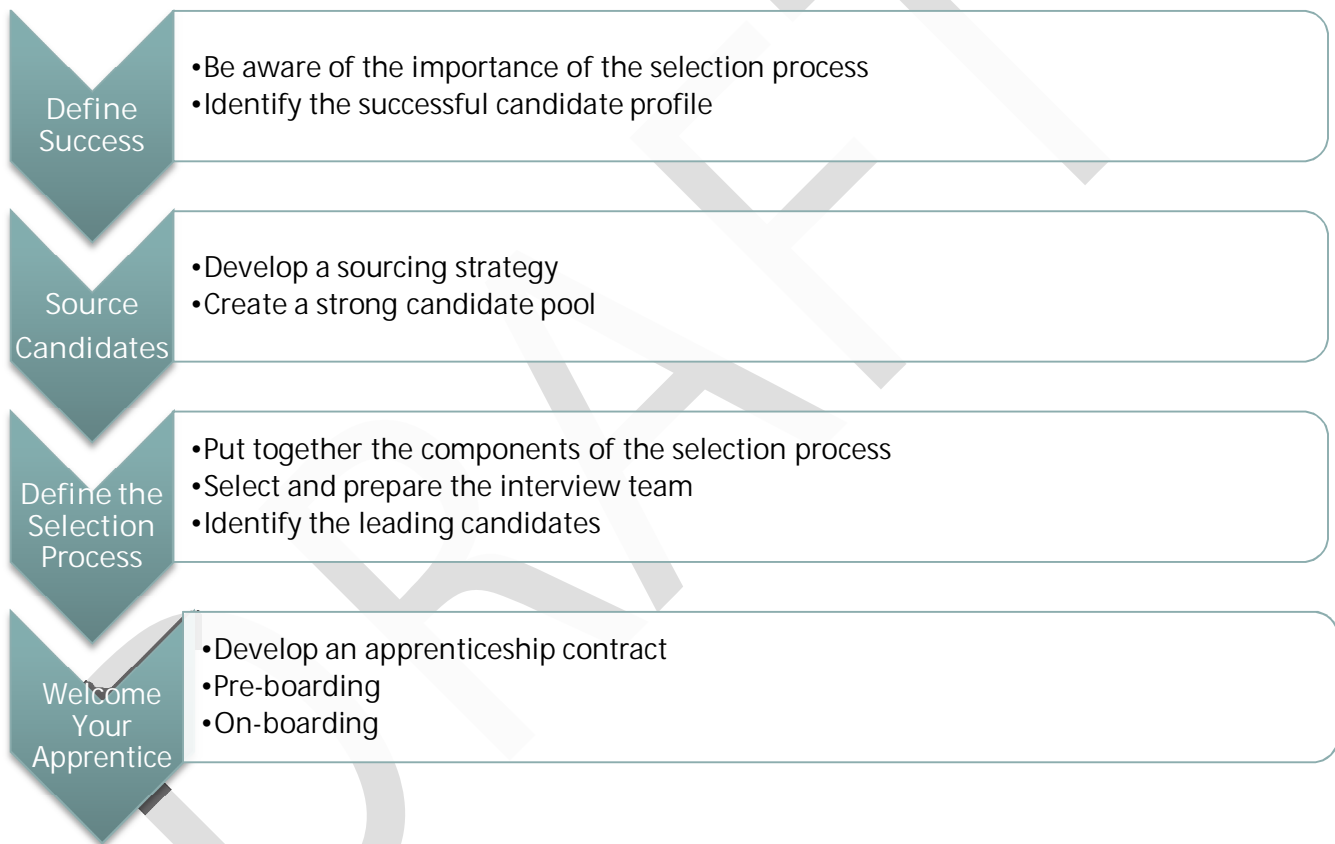 Define
Success
•Be aware of the importance of the selection process
•Identify the successful candidate profile
Source
Candidates
•Develop a sourcing strategy
•Create a strong candidate pool
Define the
Selection
Process
•Put together the components of the selection process
•Select and prepare the interview team
•Identify the leading candidates
Welcome
Your
Apprentice
•Develop an apprenticeship contract
•Pre-boarding
•On-boarding
DRAFT